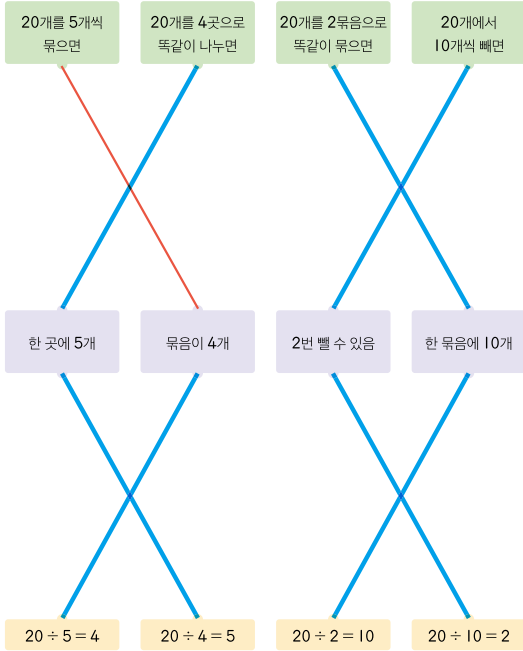 20개를 5개씩
묶으면
20개를 4곳으로
똑같이 나누면
20개를 2묶음으로
똑같이 묶으면
20개에서
10개씩 빼면
한 곳에 5개
묶음이 4개
2번 뺄 수 있음
한 묶음에 10개
20 ÷ 5 = 4
20 ÷ 4 = 5
20 ÷ 2 = 10
20 ÷ 10 = 2